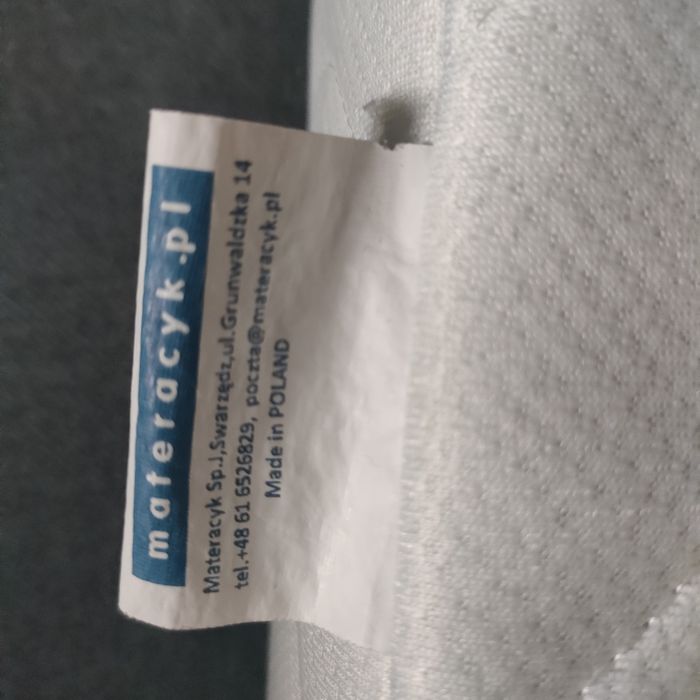 materacyk.pl
Materacyk Sp.J,Swarzędz,ul.Grunwaldzka 14
tel.+48 61 6526829, poczta@materacyk.pl
Made in POLAND